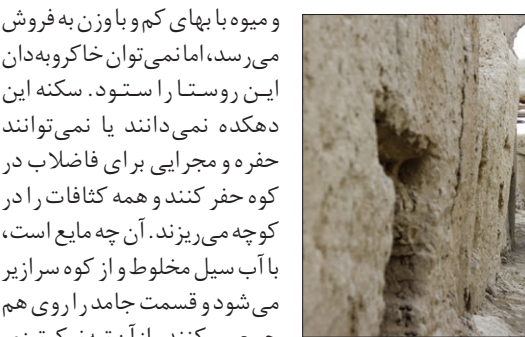 و میوه با بهای کم و با وزن به فروش
می‌رسد، اما نمی‌توان خاکروبه‌دان
این روستا را ستود. سکنه این
دهکده نمی‌دانند یا نمی‌توانند
حفره و مجرایی برای فاضلاب در
کوه حفر کنند و همه کثافات را در
کوچه می‌ریزند. آن چه مایع است،
با آب سیل مخلوط و از کوه سرازیر
می‌شود و قسمت جامد را روی هم